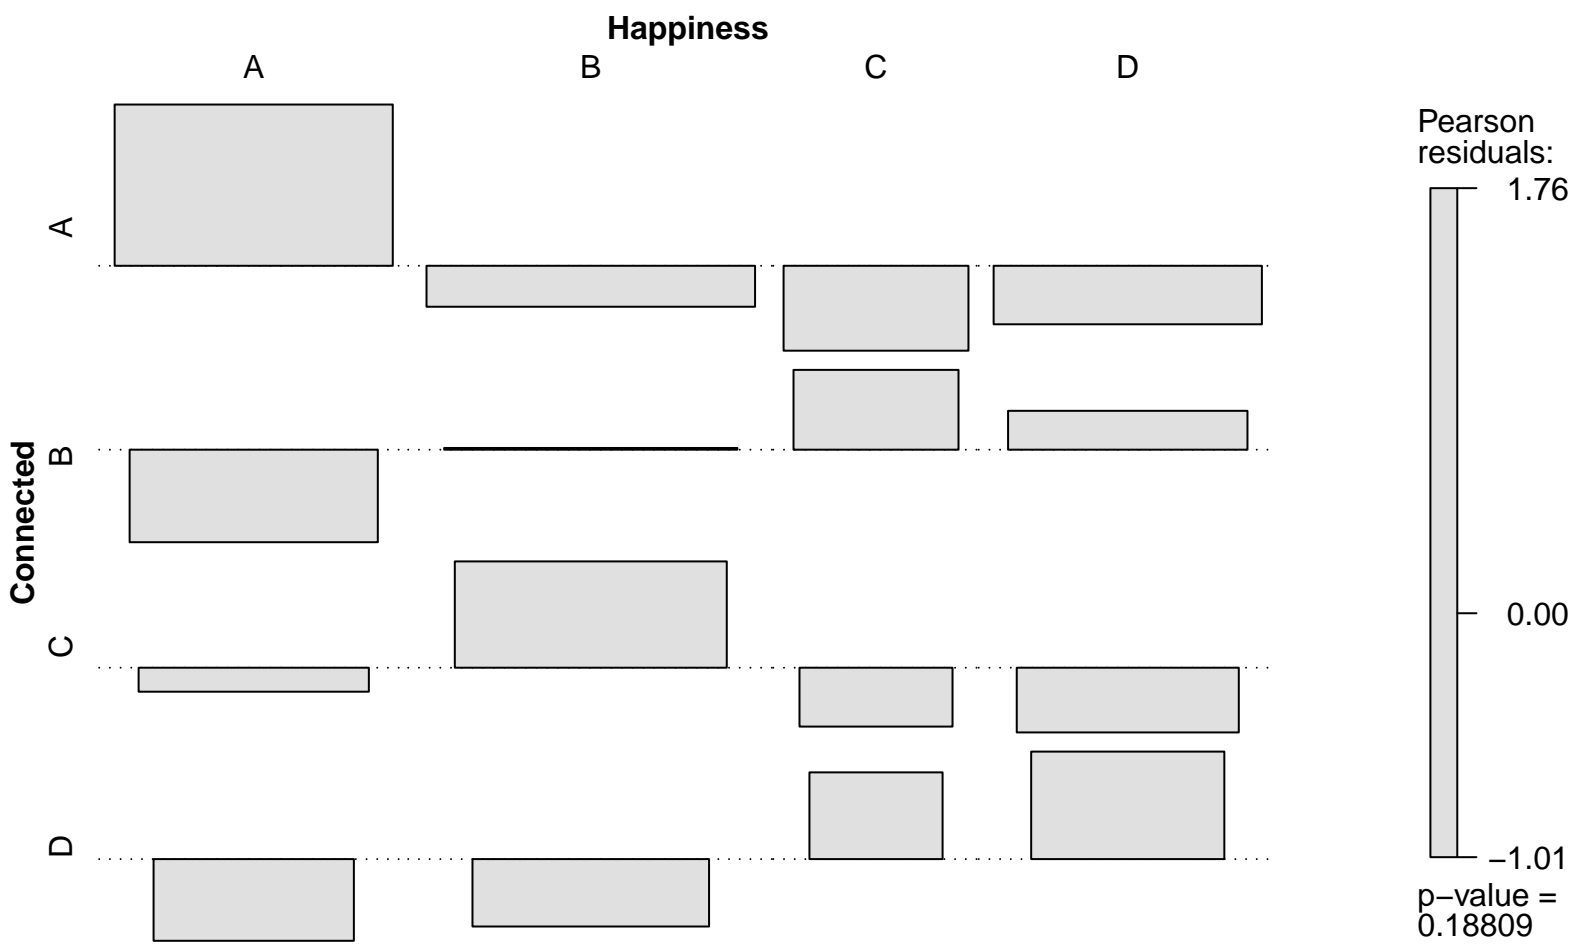 Happiness
A B C D
Connected
A
B
C
D
Pearson
residuals:
1.76
0.00
−1.01
p−value =
0.18809